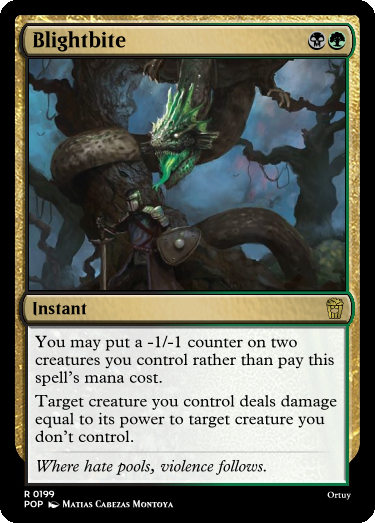 Blightbite
Instant
You may put a -1/-1 counter on two
creatures you control rather than pay this
spell's mana cost.
Target creature you control deals damage
equal to its power to target creature you
don't control.
Where hate pools, violence follows.
R 0199
Ortuy
POP Matias Cabezas Montoya